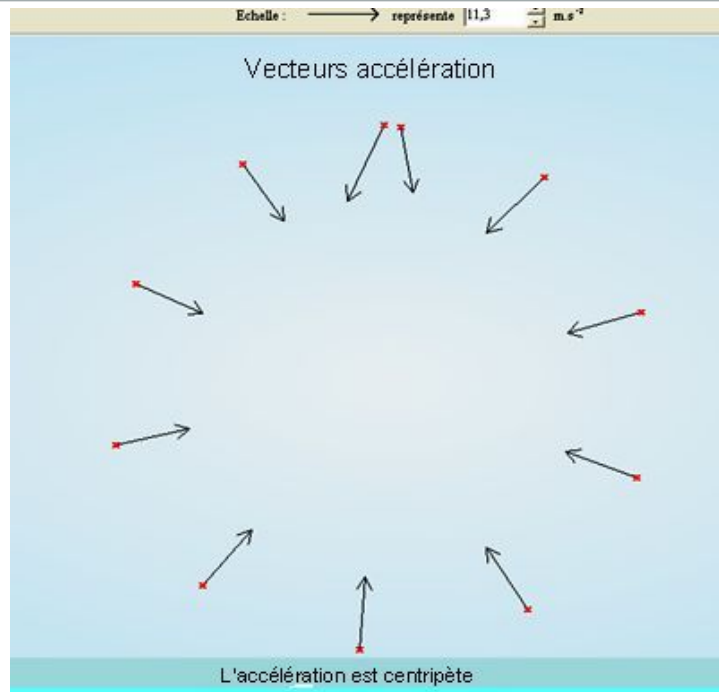 Echelle : représente 11,3 m.s⁻²
Vecteurs accélération
L'accélération est centripète